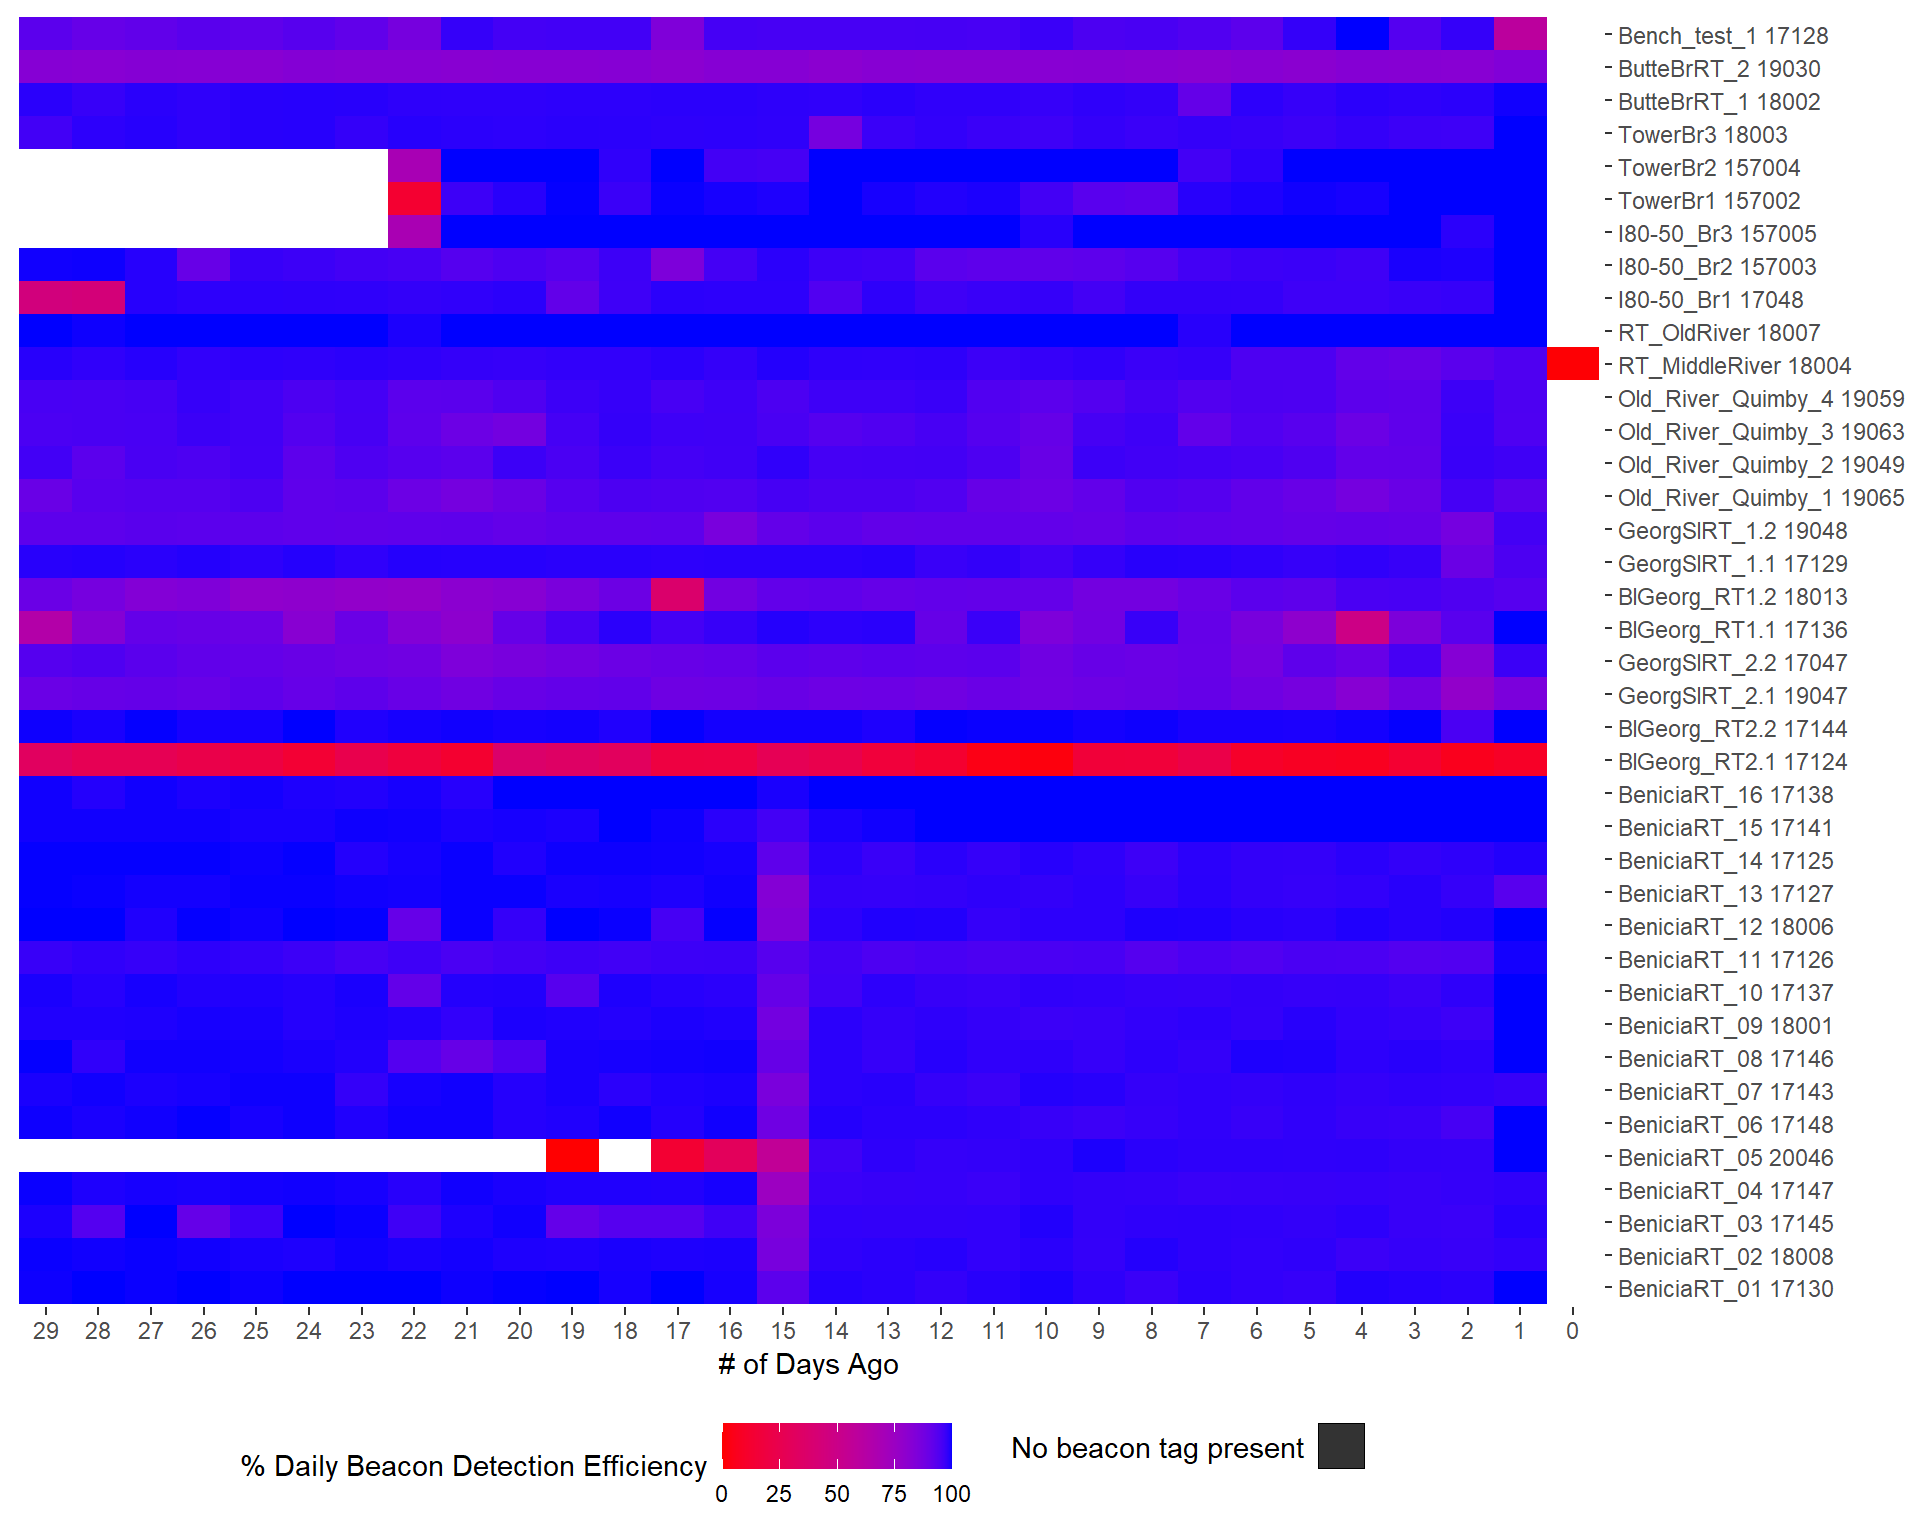 Bench_test_1 17128
ButteBrRT_2 19030
ButteBrRT_1 18002
TowerBr3 18003
TowerBr2 157004
TowerBr1 157002
I80-50_Br3 157005
I80-50_Br2 157003
I80-50_Br1 17048
RT_OldRiver 18007
RT_MiddleRiver 18004
Old_River_Quimby_4 19059
Old_River_Quimby_3 19063
Old_River_Quimby_2 19049
Old_River_Quimby_1 19065
GeorgSlRT_1.2 19048
GeorgSlRT_1.1 17129
BlGeorg_RT1.2 18013
BlGeorg_RT1.1 17136
GeorgSlRT_2.2 17047
GeorgSlRT_2.1 19047
BlGeorg_RT2.2 17144
BlGeorg_RT2.1 17124
BeniciaRT_16 17138
BeniciaRT_15 17141
BeniciaRT_14 17125
BeniciaRT_13 17127
BeniciaRT_12 18006
BeniciaRT_11 17126
BeniciaRT_10 17137
BeniciaRT_09 18001
BeniciaRT_08 17146
BeniciaRT_07 17143
BeniciaRT_06 17148
BeniciaRT_05 20046
BeniciaRT_04 17147
BeniciaRT_03 17145
BeniciaRT_02 18008
BeniciaRT_01 17130
29 28 27 26 25 24 23 22 21 20 19 18 17 16 15 14 13 12 11 10 9 8 7 6 5 4 3 2 1 0
# of Days Ago
% Daily Beacon Detection Efficiency
0 25 50 75 100
No beacon tag present